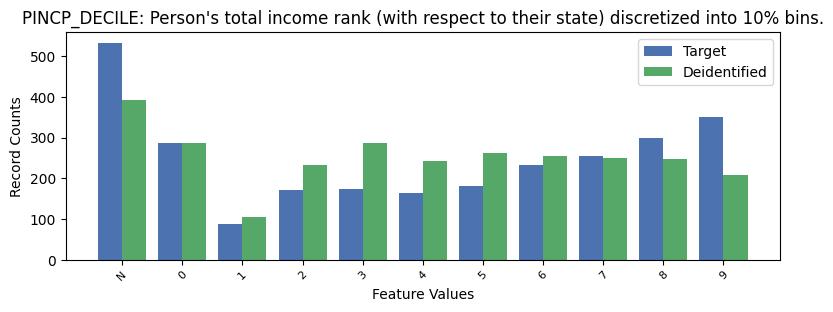 PINCP_DECILE: Person's total income rank (with respect to their state) discretized into 10% bins.
Target
Deidentified
Record Counts
500
400
300
200
100
0
N 0 1 2 3 4 5 6 7 8 9
Feature Values